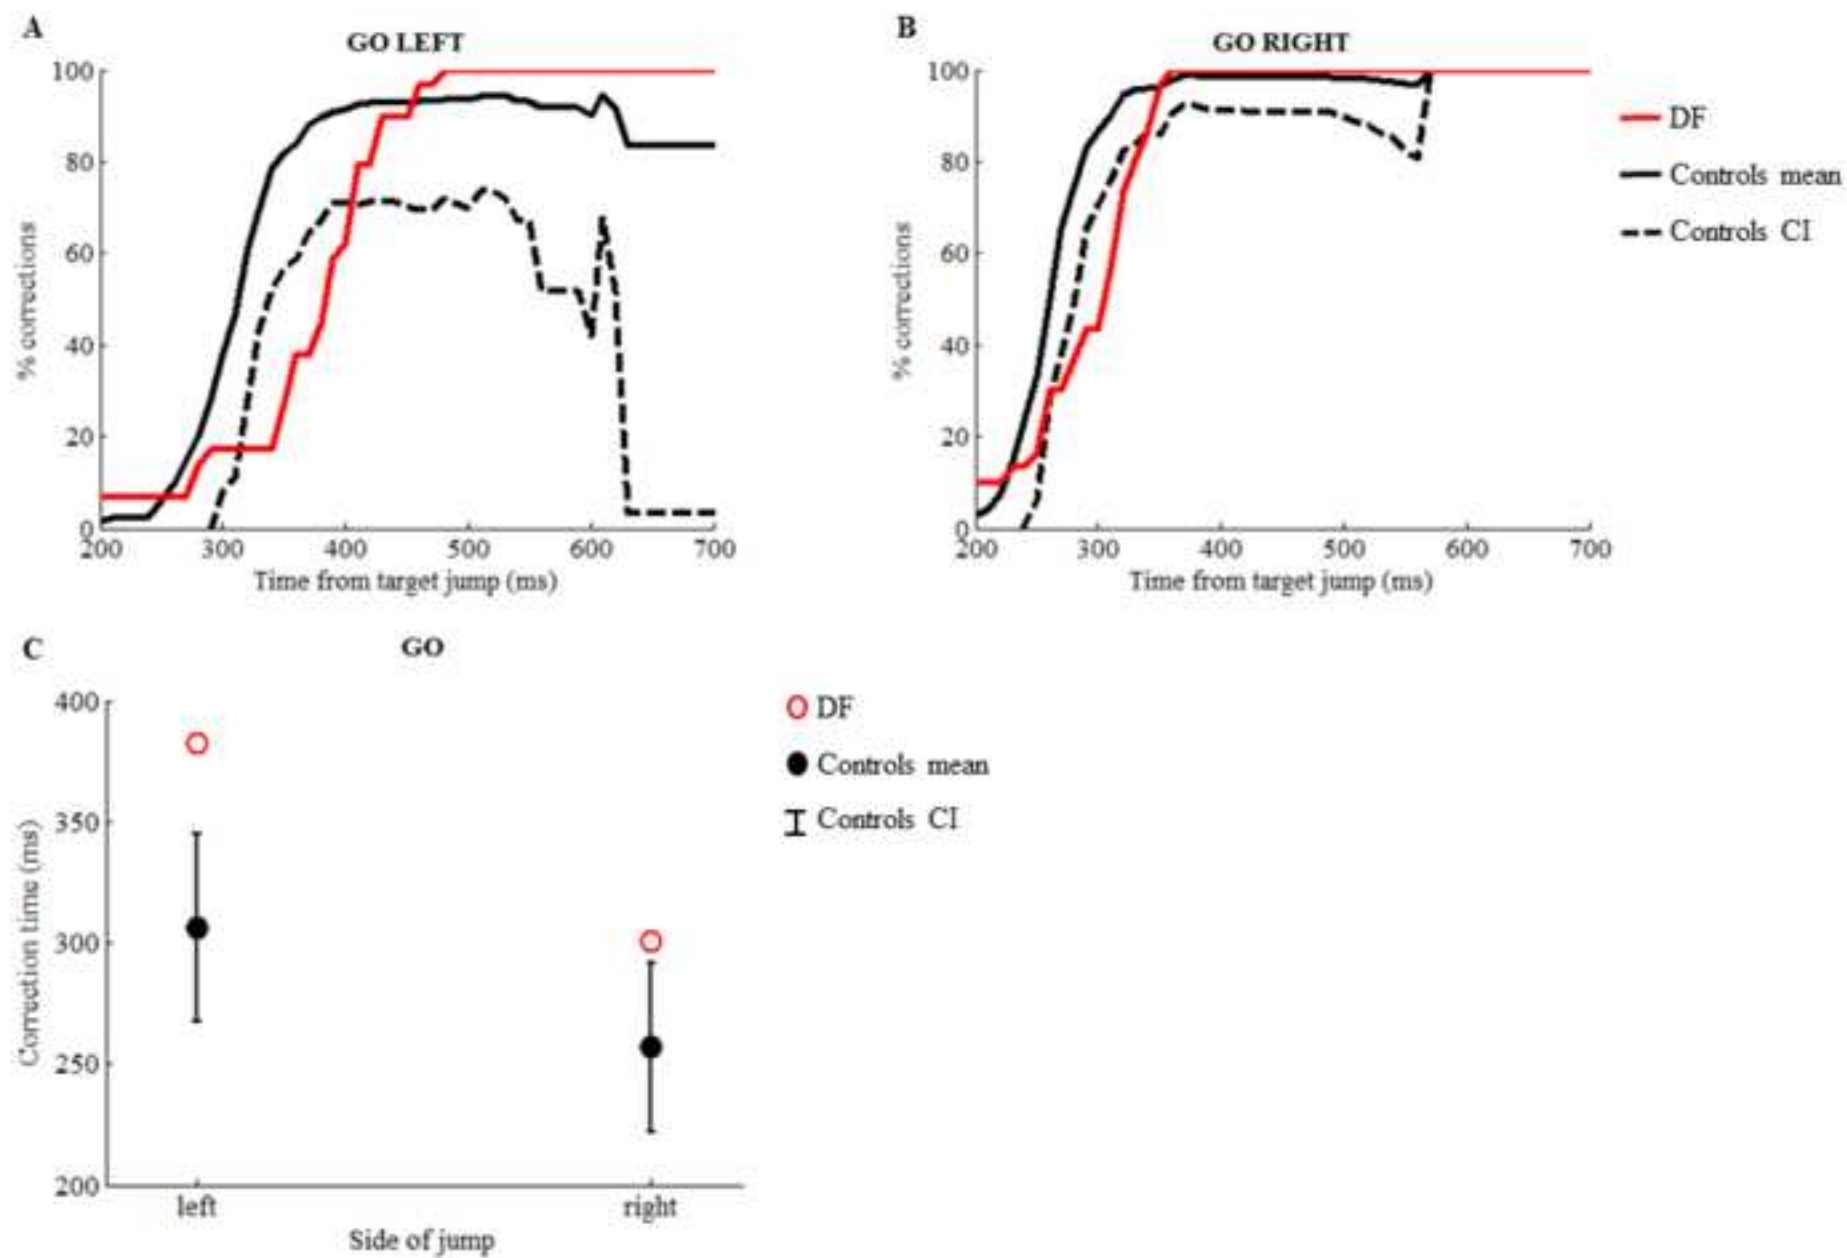 A
GO LEFT
100
80
60
40
20
0
% corrections
200 300 400 500 600 700
Time from target jump (ms)
B
GO RIGHT
100
80
60
40
20
0
% corrections
200 300 400 500 600 700
Time from target jump (ms)
DF
Controls mean
Controls CI
C
GO
400
350
300
250
200
Correction time (ms)
left right
Side of jump
DF
Controls mean
Controls CI